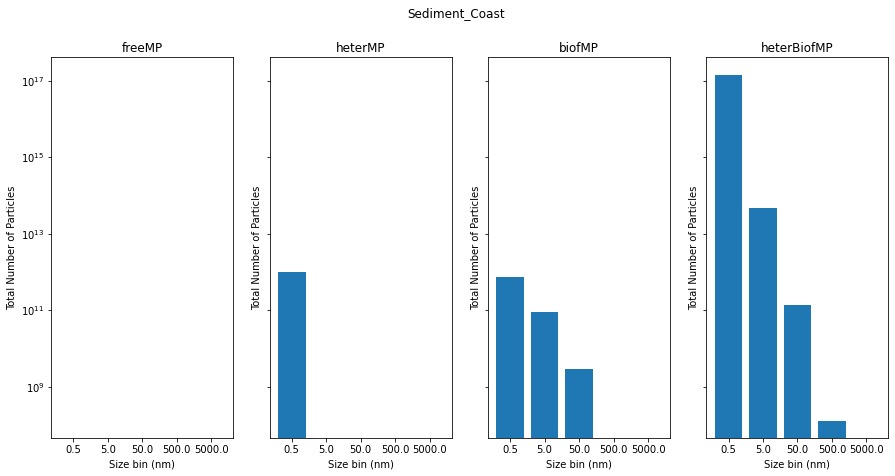 Sediment_Coast
freeMP
heterMP
biofMP
heterBiofMP
Total Number of Particles
10^17
10^15
10^13
10^11
10^9
0.5 5.0 50.0 500.0 5000.0
Size bin (nm)
Total Number of Particles
0.5 5.0 50.0 500.0 5000.0
Size bin (nm)
Total Number of Particles
0.5 5.0 50.0 500.0 5000.0
Size bin (nm)
Total Number of Particles
0.5 5.0 50.0 500.0 5000.0
Size bin (nm)